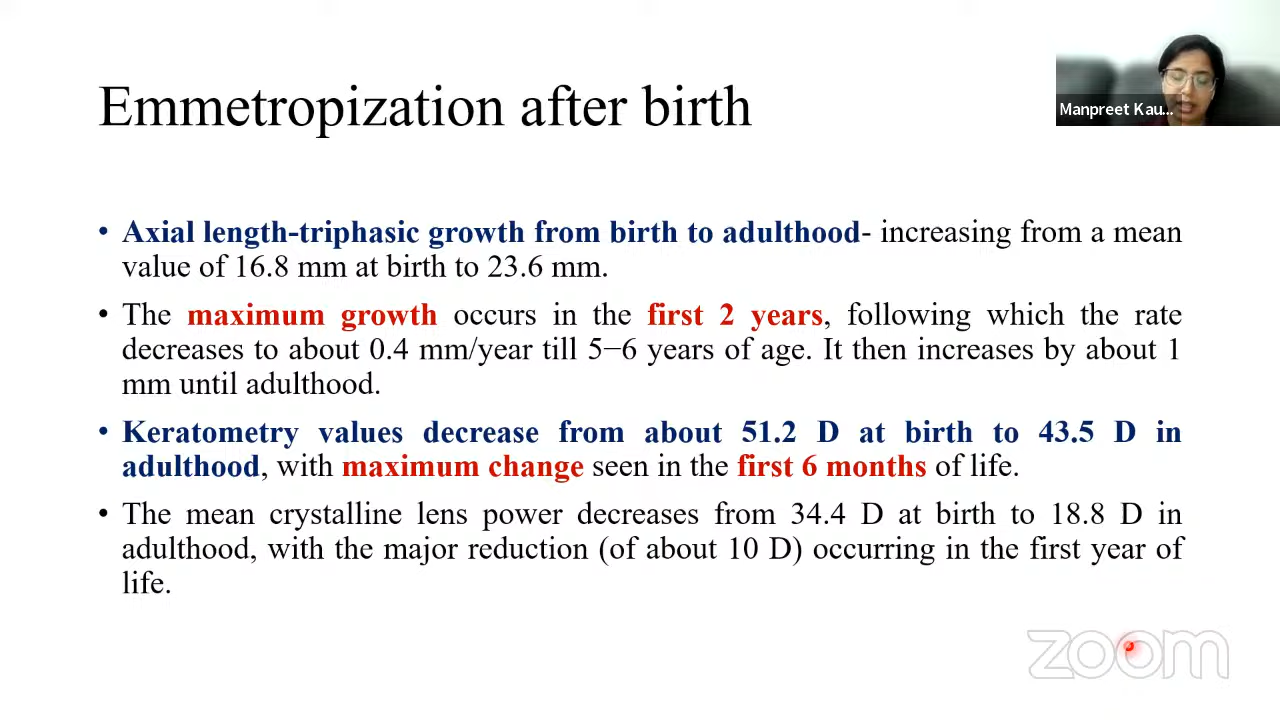 Emmetropization after birth
Manpreet Kau...
• Axial length-triphasic growth from birth to adulthood- increasing from a mean
value of 16.8 mm at birth to 23.6 mm.
• The maximum growth occurs in the first 2 years, following which the rate
decreases to about 0.4 mm/year till 5−6 years of age. It then increases by about 1
mm until adulthood.
• Keratometry values decrease from about 51.2 D at birth to 43.5 D in
adulthood, with maximum change seen in the first 6 months of life.
• The mean crystalline lens power decreases from 34.4 D at birth to 18.8 D in
adulthood, with the major reduction (of about 10 D) occurring in the first year of
life.
zoom